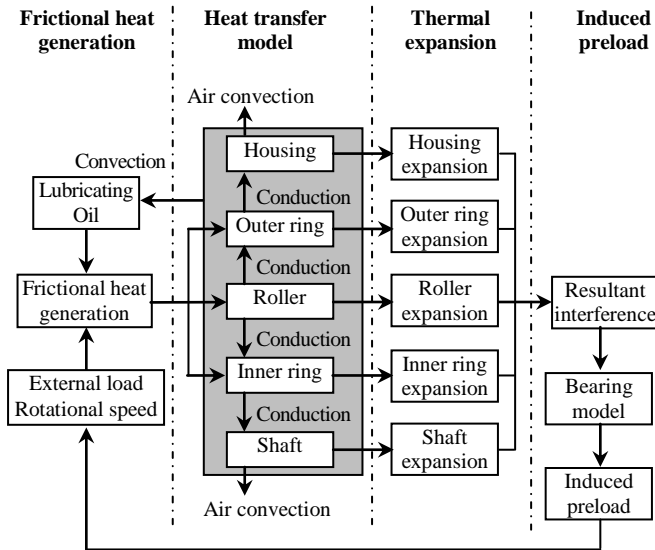 Frictional heat
generation
Heat transfer
model
Thermal
expansion
Induced
preload
Air convection
Convection
Lubricating
Oil
Frictional heat
generation
External load
Rotational speed
Housing
Conduction
Outer ring
Conduction
Roller
Conduction
Inner ring
Conduction
Shaft
Air convection
Housing
expansion
Outer ring
expansion
Roller
expansion
Inner ring
expansion
Shaft
expansion
Resultant
interference
Bearing
model
Induced
preload